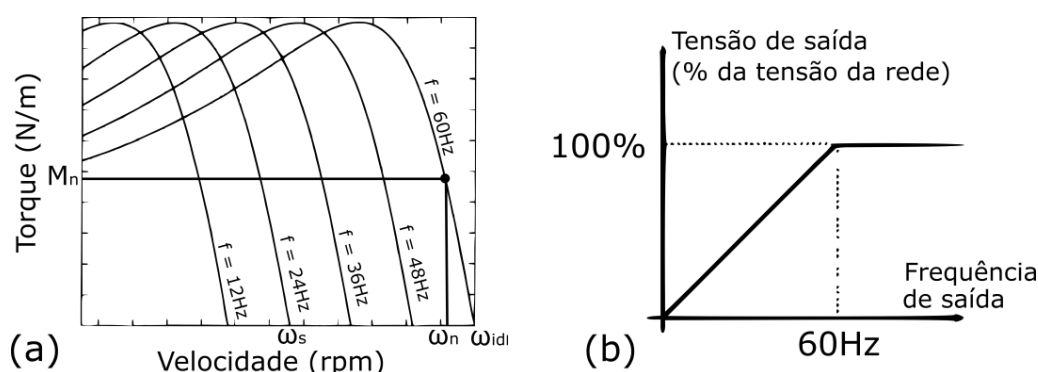 Torque (N/m)
Mn
f = 12Hz
f = 24Hz
f = 36Hz
f = 48Hz
f = 60Hz
ωs
ωn
ωidl
Velocidade (rpm)
(a)
Tensão de saída
(% da tensão da rede)
100%
Frequência
de saída
60Hz
(b)